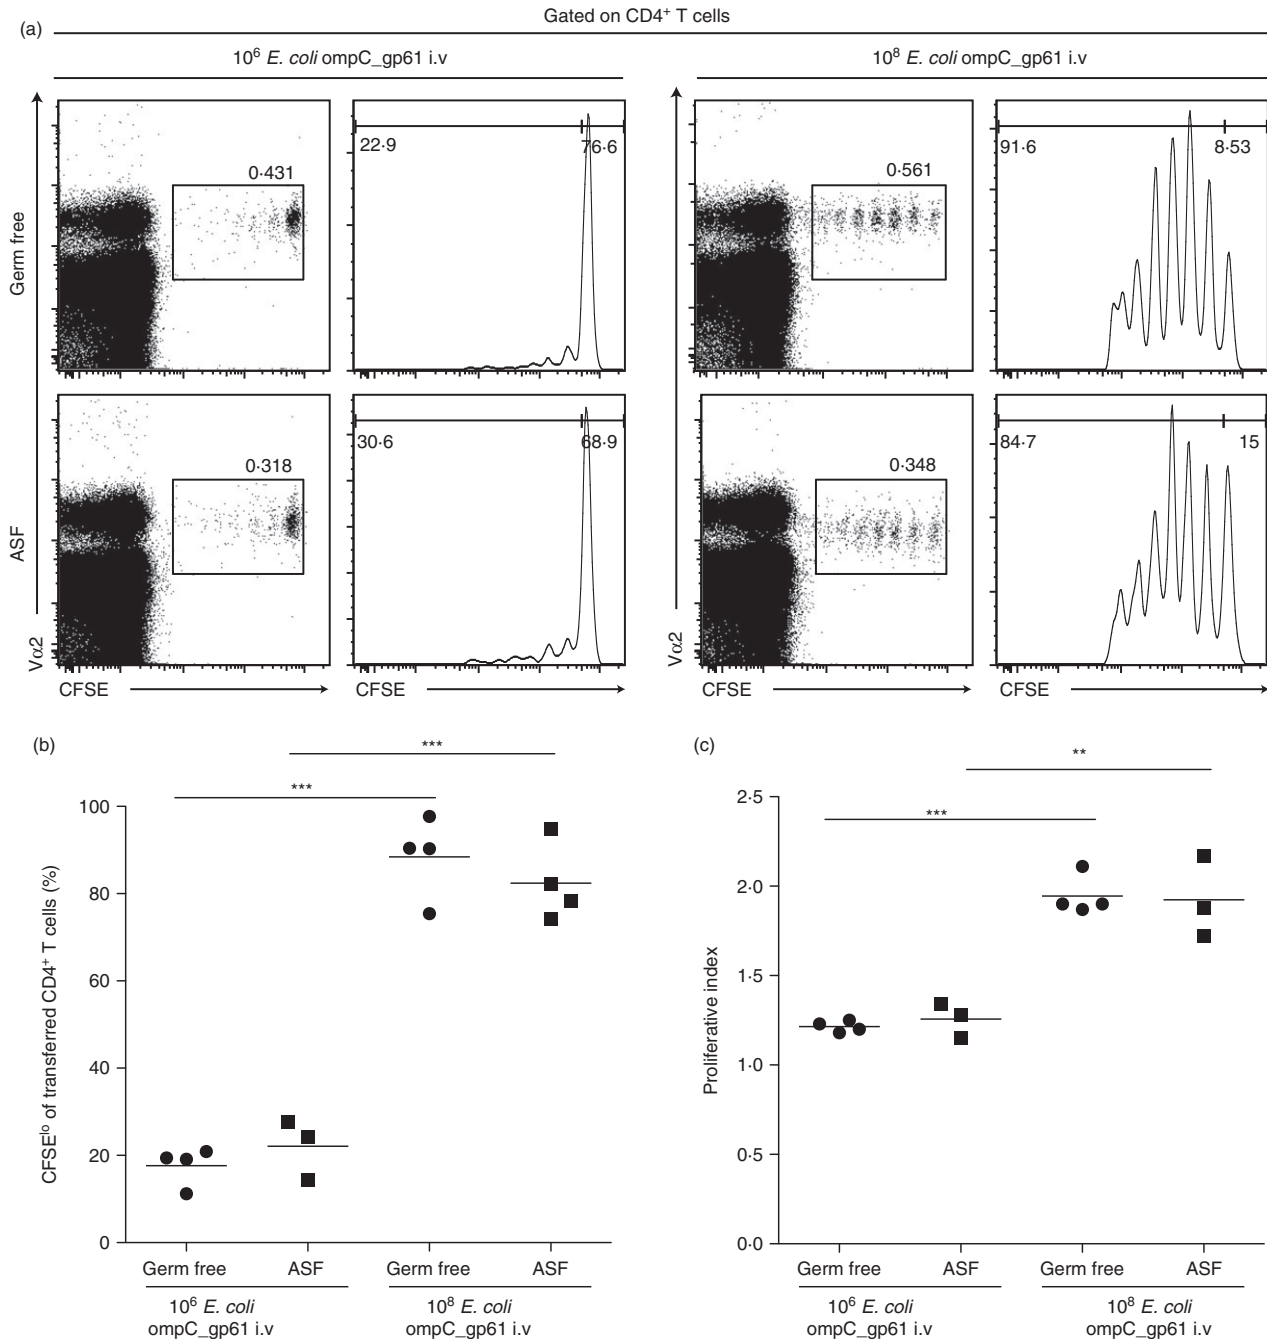 (a)
Gated on CD4⁺ T cells
10⁶ E. coli ompC_gp61 i.v
10⁸ E. coli ompC_gp61 i.v
Germ free
0·431
22·9
76·6
0·561
91·6
8·53
ASF
0·318
30·6
68·9
0·348
84·7
15
Vα2
Vα2
CFSE
CFSE
CFSE
CFSE
(b)
***
***
CFSEˡᵒ of transferred CD4⁺ T cells (%)
100
80
60
40
20
0
Germ free
ASF
Germ free
ASF
10⁶ E. coli
ompC_gp61 i.v
10⁸ E. coli
ompC_gp61 i.v
(c)
**
***
Proliferative index
2·5
2·0
1·5
1·0
0·5
0·0
Germ free
ASF
Germ free
ASF
10⁶ E. coli
ompC_gp61 i.v
10⁸ E. coli
ompC_gp61 i.v